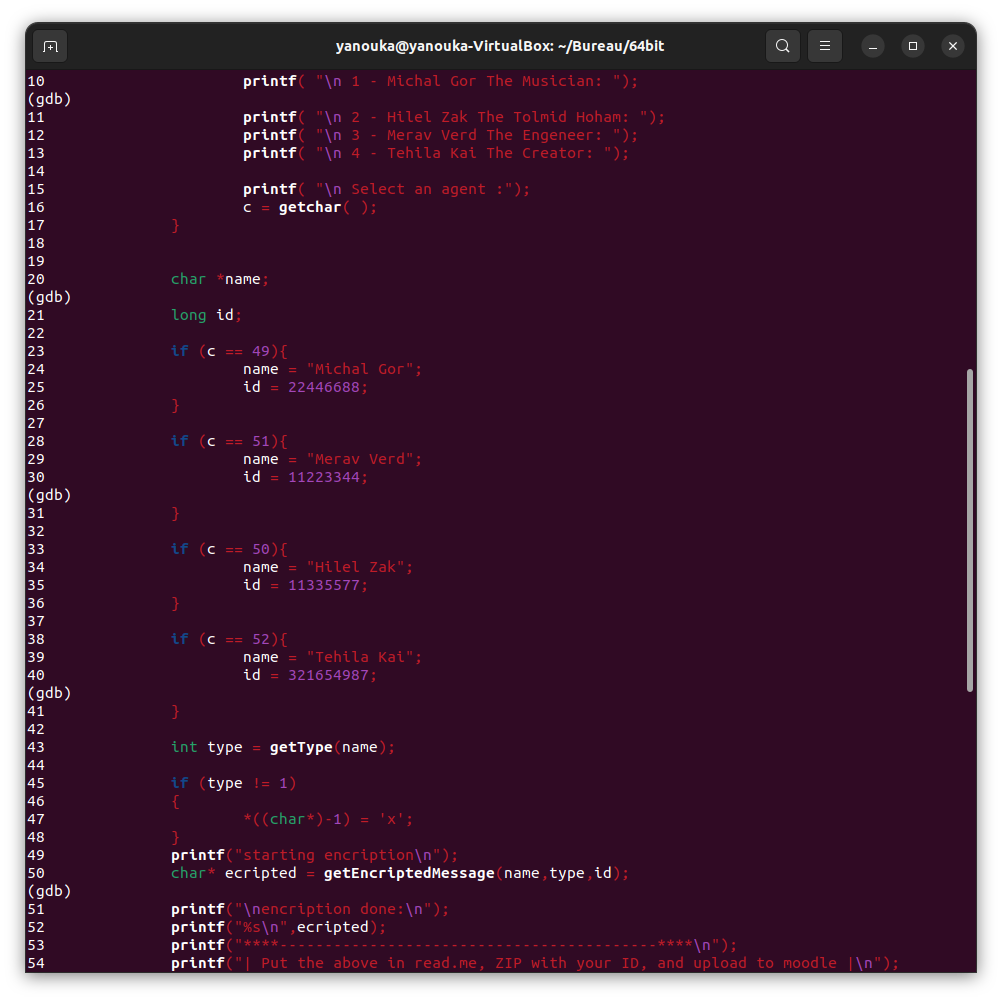 yanouka@yanouka-VirtualBox: ~/Bureau/64bit
10                      printf( "\n 1 - Michal Gor The Musician: ");
(gdb)
11                      printf( "\n 2 - Hilel Zak The Tolmid Hoham: ");
12                      printf( "\n 3 - Merav Verd The Engeneer: ");
13                      printf( "\n 4 - Tehila Kai The Creator: ");
14
15                      printf( "\n Select an agent :");
16                      c = getchar( );
17              }
18
19
20              char *name;
(gdb)
21              long id;
22
23              if (c == 49){
24                      name = "Michal Gor";
25                      id = 22446688;
26              }
27
28              if (c == 51){
29                      name = "Merav Verd";
30                      id = 11223344;
(gdb)
31              }
32
33              if (c == 50){
34                      name = "Hilel Zak";
35                      id = 11335577;
36              }
37
38              if (c == 52){
39                      name = "Tehila Kai";
40                      id = 321654987;
(gdb)
41              }
42
43              int type = getType(name);
44
45              if (type != 1)
46              {
47                      *((char*)-1) = 'x';
48              }
49              printf("starting encription\n");
50              char* ecripted = getEncriptedMessage(name,type,id);
(gdb)
51              printf("\nencription done:\n");
52              printf("%s\n",ecripted);
53              printf("****------------------------------------------****\n");
54              printf("| Put the above in read.me, ZIP with your ID, and upload to moodle |\n");